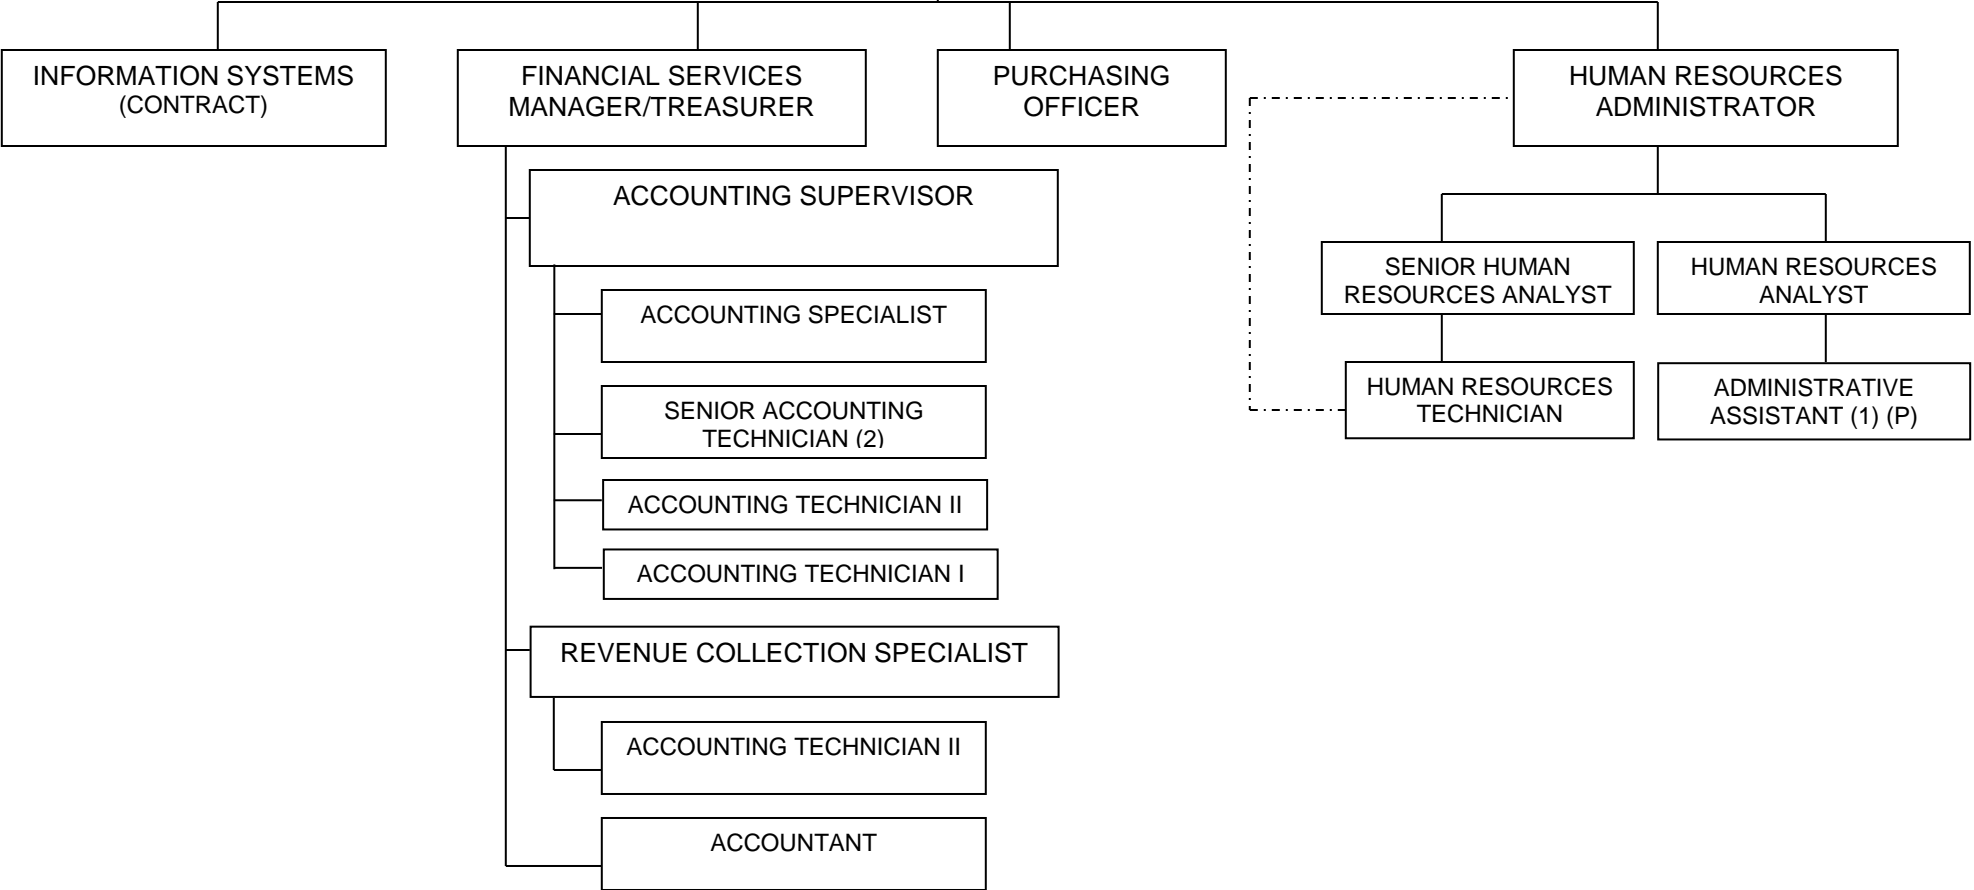 INFORMATION SYSTEMS
(CONTRACT)
FINANCIAL SERVICES
MANAGER/TREASURER
PURCHASING
OFFICER
HUMAN RESOURCES
ADMINISTRATOR
ACCOUNTING SUPERVISOR
ACCOUNTING SPECIALIST
SENIOR ACCOUNTING
TECHNICIAN (2)
ACCOUNTING TECHNICIAN II
ACCOUNTING TECHNICIAN I
REVENUE COLLECTION SPECIALIST
ACCOUNTING TECHNICIAN II
ACCOUNTANT
SENIOR HUMAN
RESOURCES ANALYST
HUMAN RESOURCES
ANALYST
HUMAN RESOURCES
TECHNICIAN
ADMINISTRATIVE
ASSISTANT (1) (P)